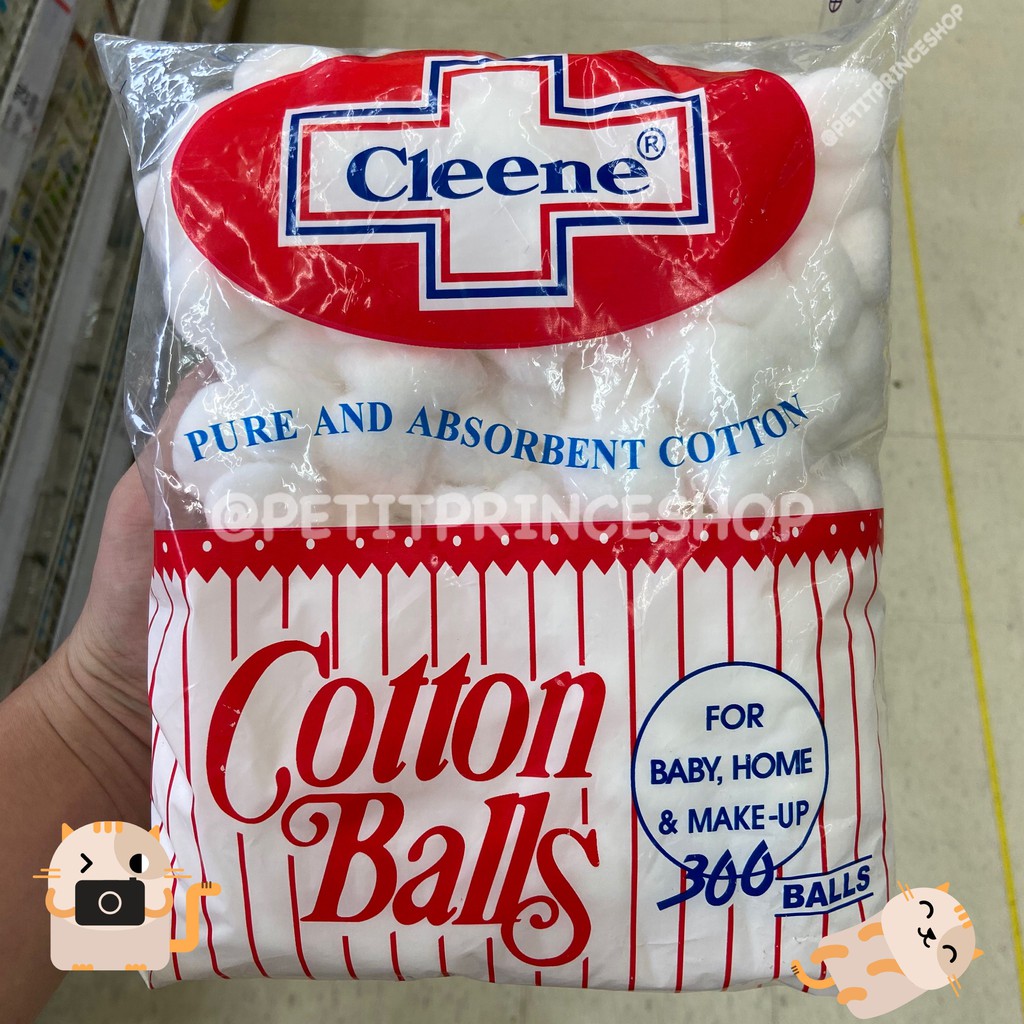 @PETITPRINCESHOP
Cleene®
PURE AND ABSORBENT COTTON
@PETITPRINCESHOP
Cotton
Balls
FOR
BABY, HOME
& MAKE-UP
300
BALLS